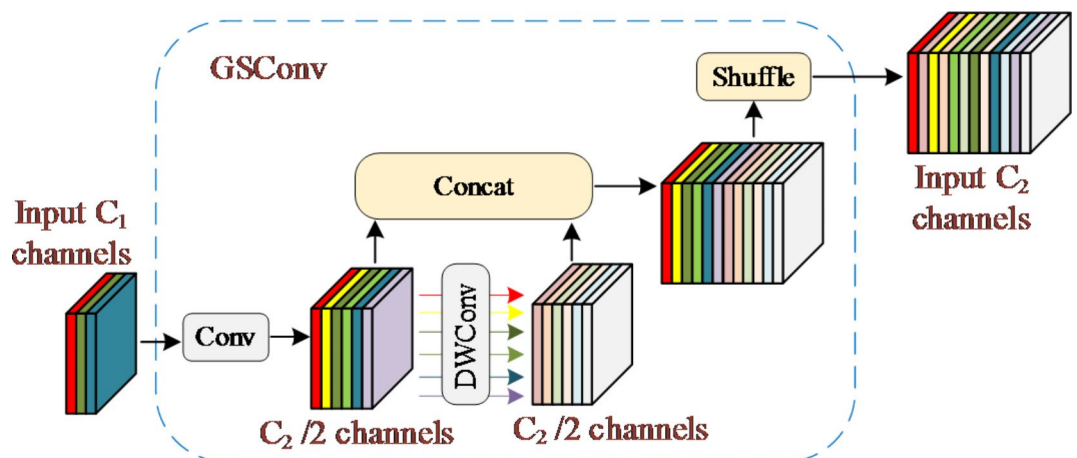 GSConv
Shuffle
Concat
Input C₁
channels
Input C₂
channels
Conv
DWConv
C₂ /2 channels
C₂ /2 channels